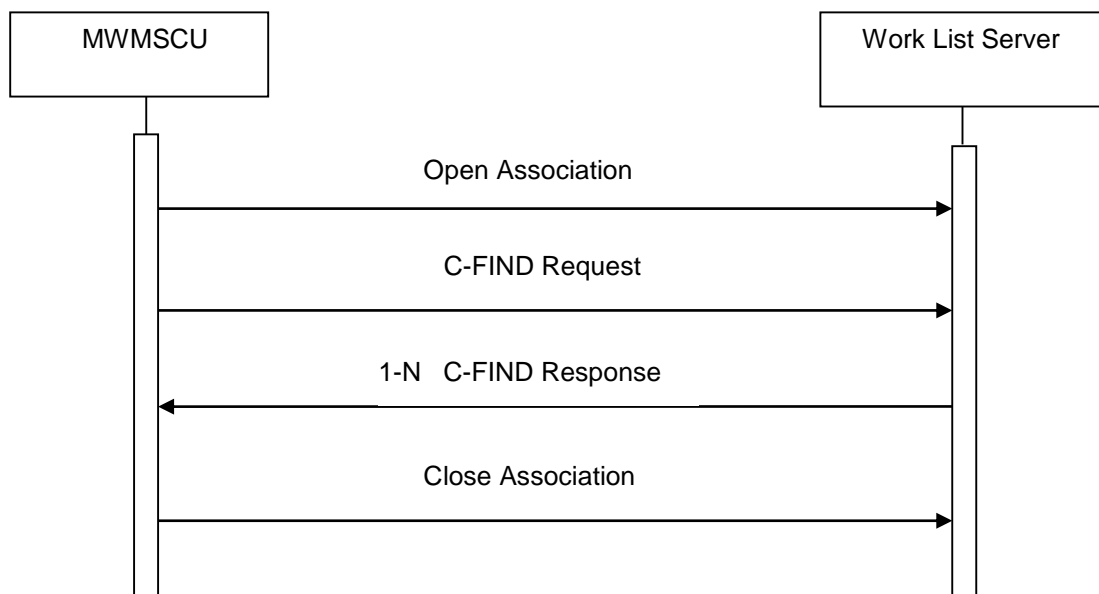 MWMSCU
Work List Server
Open Association
C-FIND Request
1-N C-FIND Response
Close Association